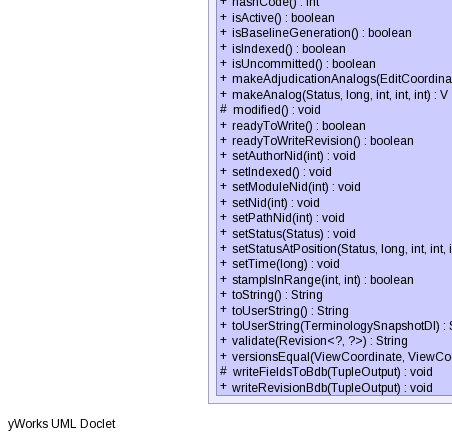 + hashCode() : int
+ isActive() : boolean
+ isBaselineGeneration() : boolean
+ isIndexed() : boolean
+ isUncommitted() : boolean
+ makeAdjudicationAnalogs(EditCoordina
+ makeAnalog(Status, long, int, int, int) : V
# modified() : void
+ readyToWrite() : boolean
+ readyToWriteRevision() : boolean
+ setAuthorNid(int) : void
+ setIndexed() : void
+ setModuleNid(int) : void
+ setNid(int) : void
+ setPathNid(int) : void
+ setStatus(Status) : void
+ setStatusAtPosition(Status, long, int, int, i
+ setTime(long) : void
+ stampIsInRange(int, int) : boolean
+ toString() : String
+ toUserString() : String
+ toUserString(TerminologySnapshotDI) : S
+ validate(Revision<?, ?>) : String
+ versionsEqual(ViewCoordinate, ViewCo
# writeFieldsToBdb(TupleOutput) : void
+ writeRevisionBdb(TupleOutput) : void
yWorks UML Doclet